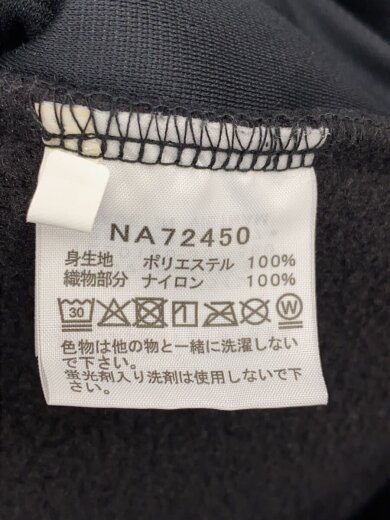 NA72450
身生地 ポリエステル 100%
織物部分 ナイロン 100%
30 W
色物は他の物と一緒に洗濯しない
で下さい。
蛍光剤入り洗剤は使用しないで下
さい。